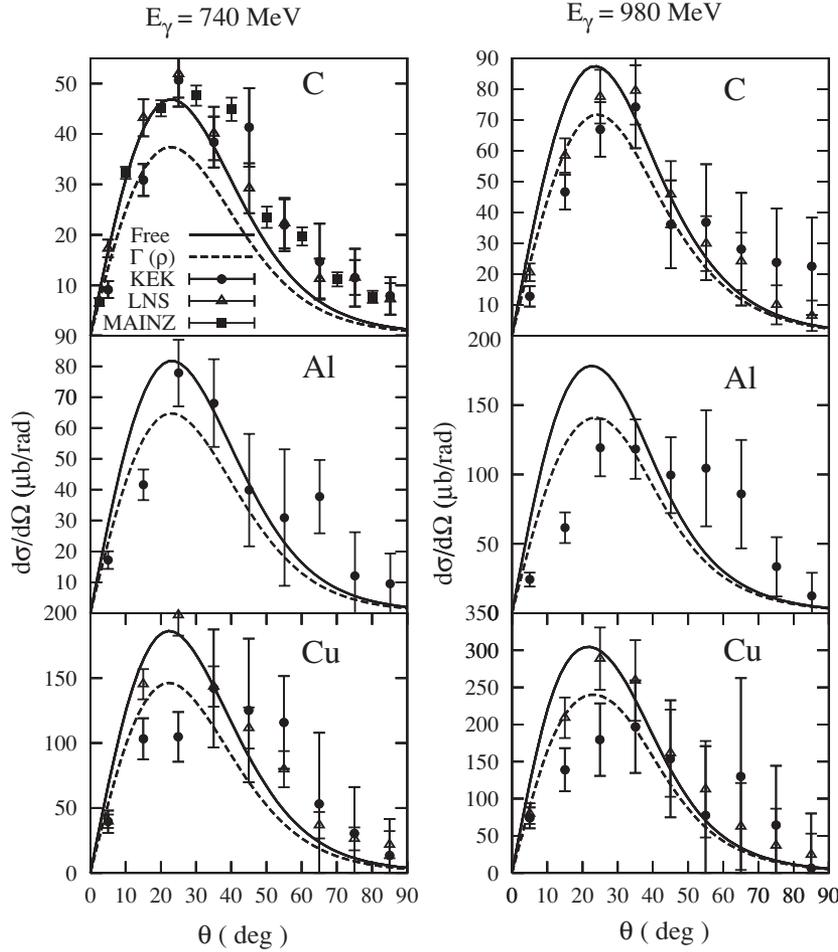 E_γ = 740 MeV
E_γ = 980 MeV
C
50
40
30
20
10
90
Free
Γ (ρ)
KEK
LNS
MAINZ
C
90
80
70
60
50
40
30
20
10
200
dσ/dΩ (μb/rad)
Al
80
70
60
50
40
30
20
10
200
dσ/dΩ (μb/rad)
Al
150
100
50
350
Cu
150
100
50
0
0 10 20 30 40 50 60 70 80 90
θ ( deg )
Cu
300
250
200
150
100
50
0
0 10 20 30 40 50 60 70 80 90
θ ( deg )